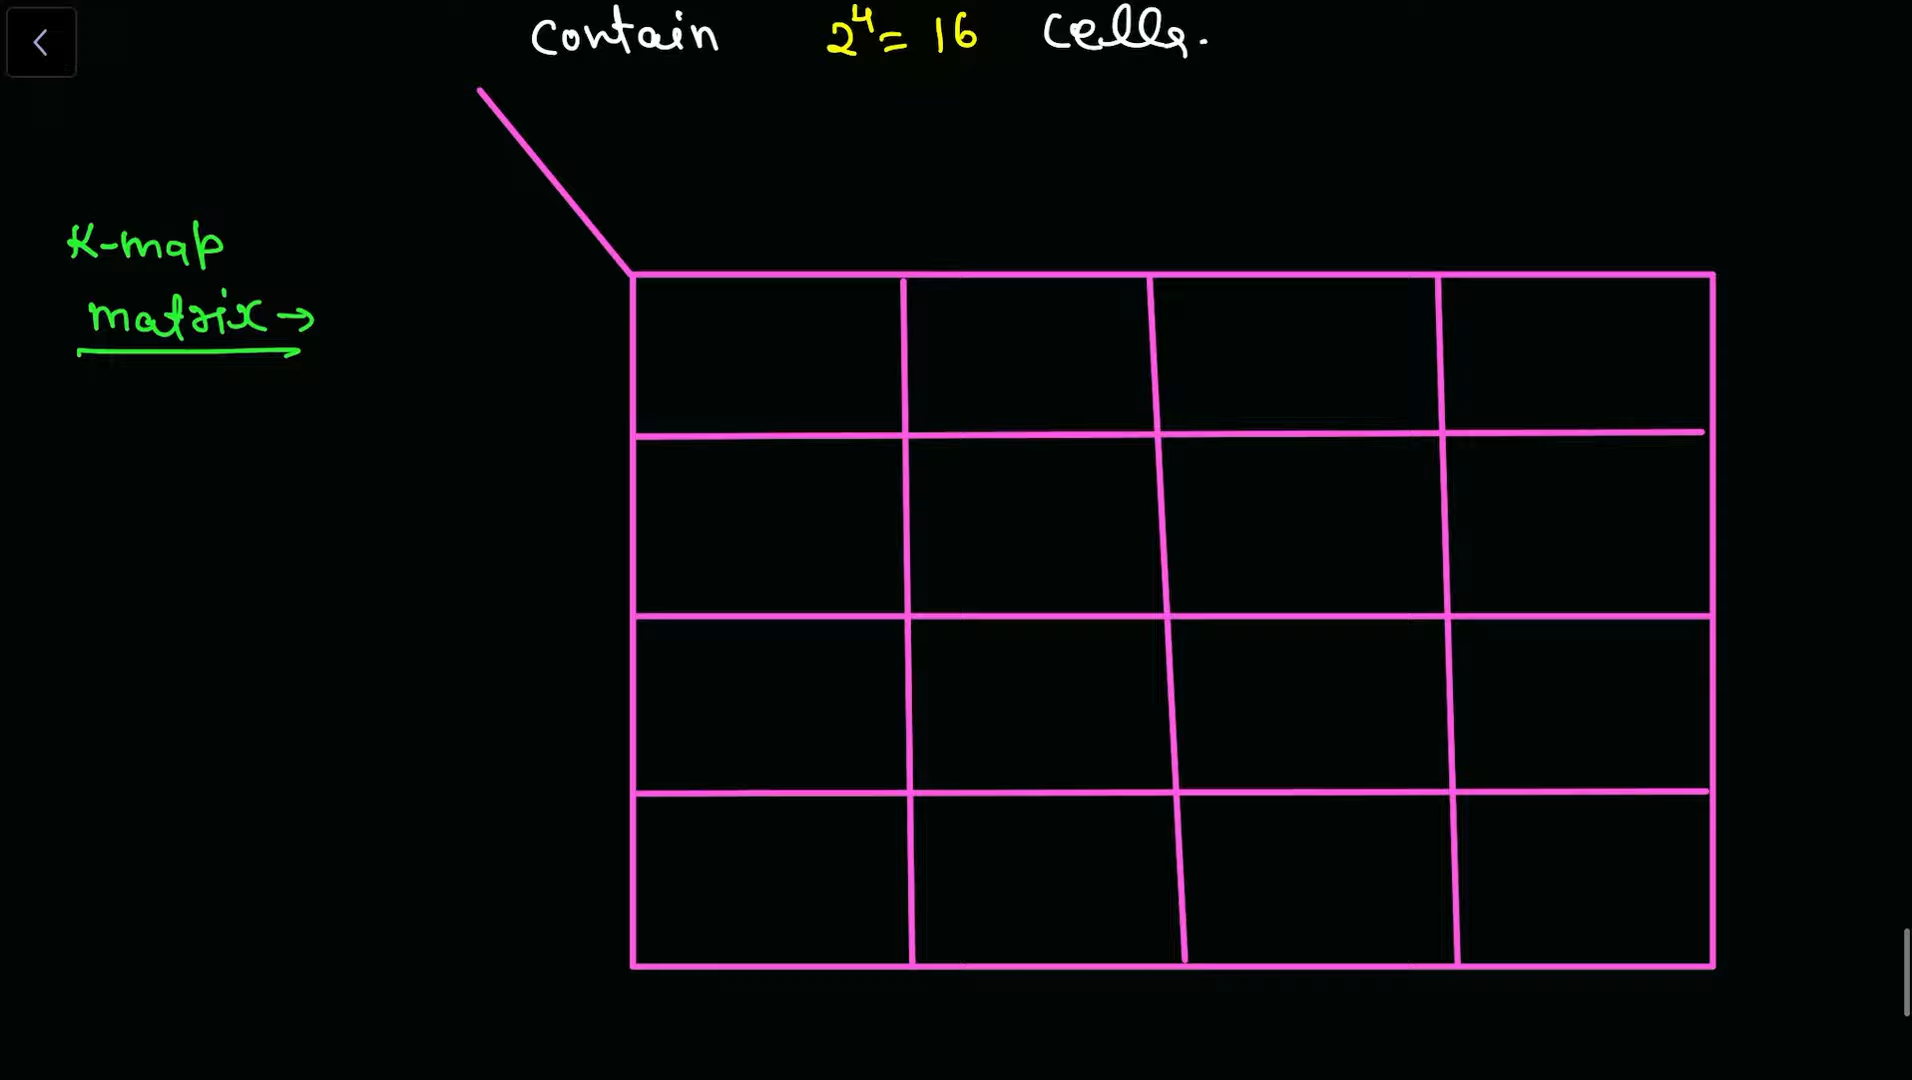 contain 2⁴= 16 cells.
K-map
matrix →